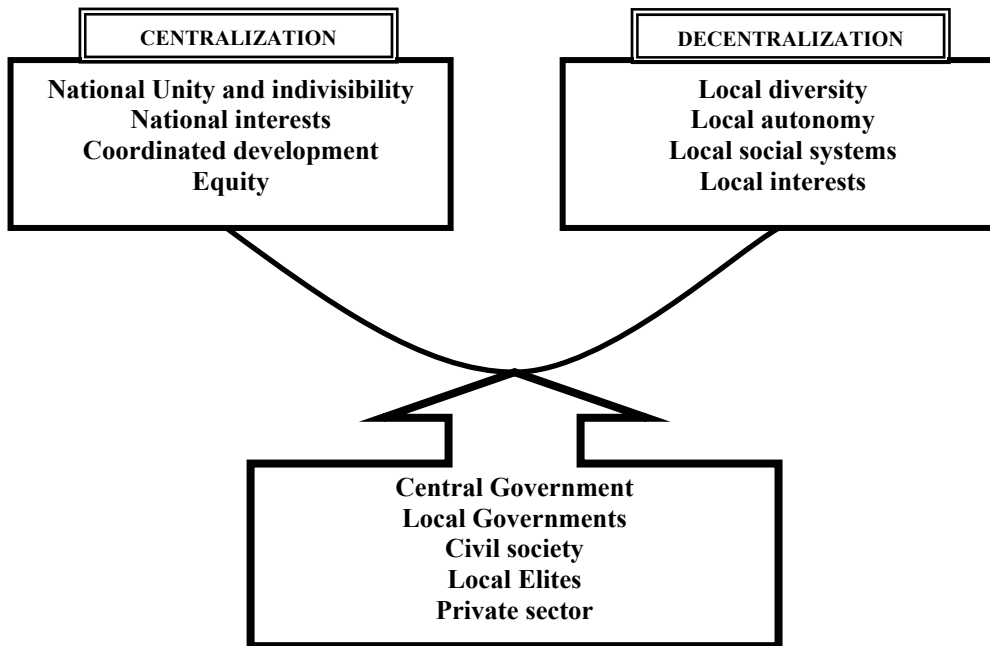 CENTRALIZATION
National Unity and indivisibility
National interests
Coordinated development
Equity
DECENTRALIZATION
Local diversity
Local autonomy
Local social systems
Local interests
Central Government
Local Governments
Civil society
Local Elites
Private sector